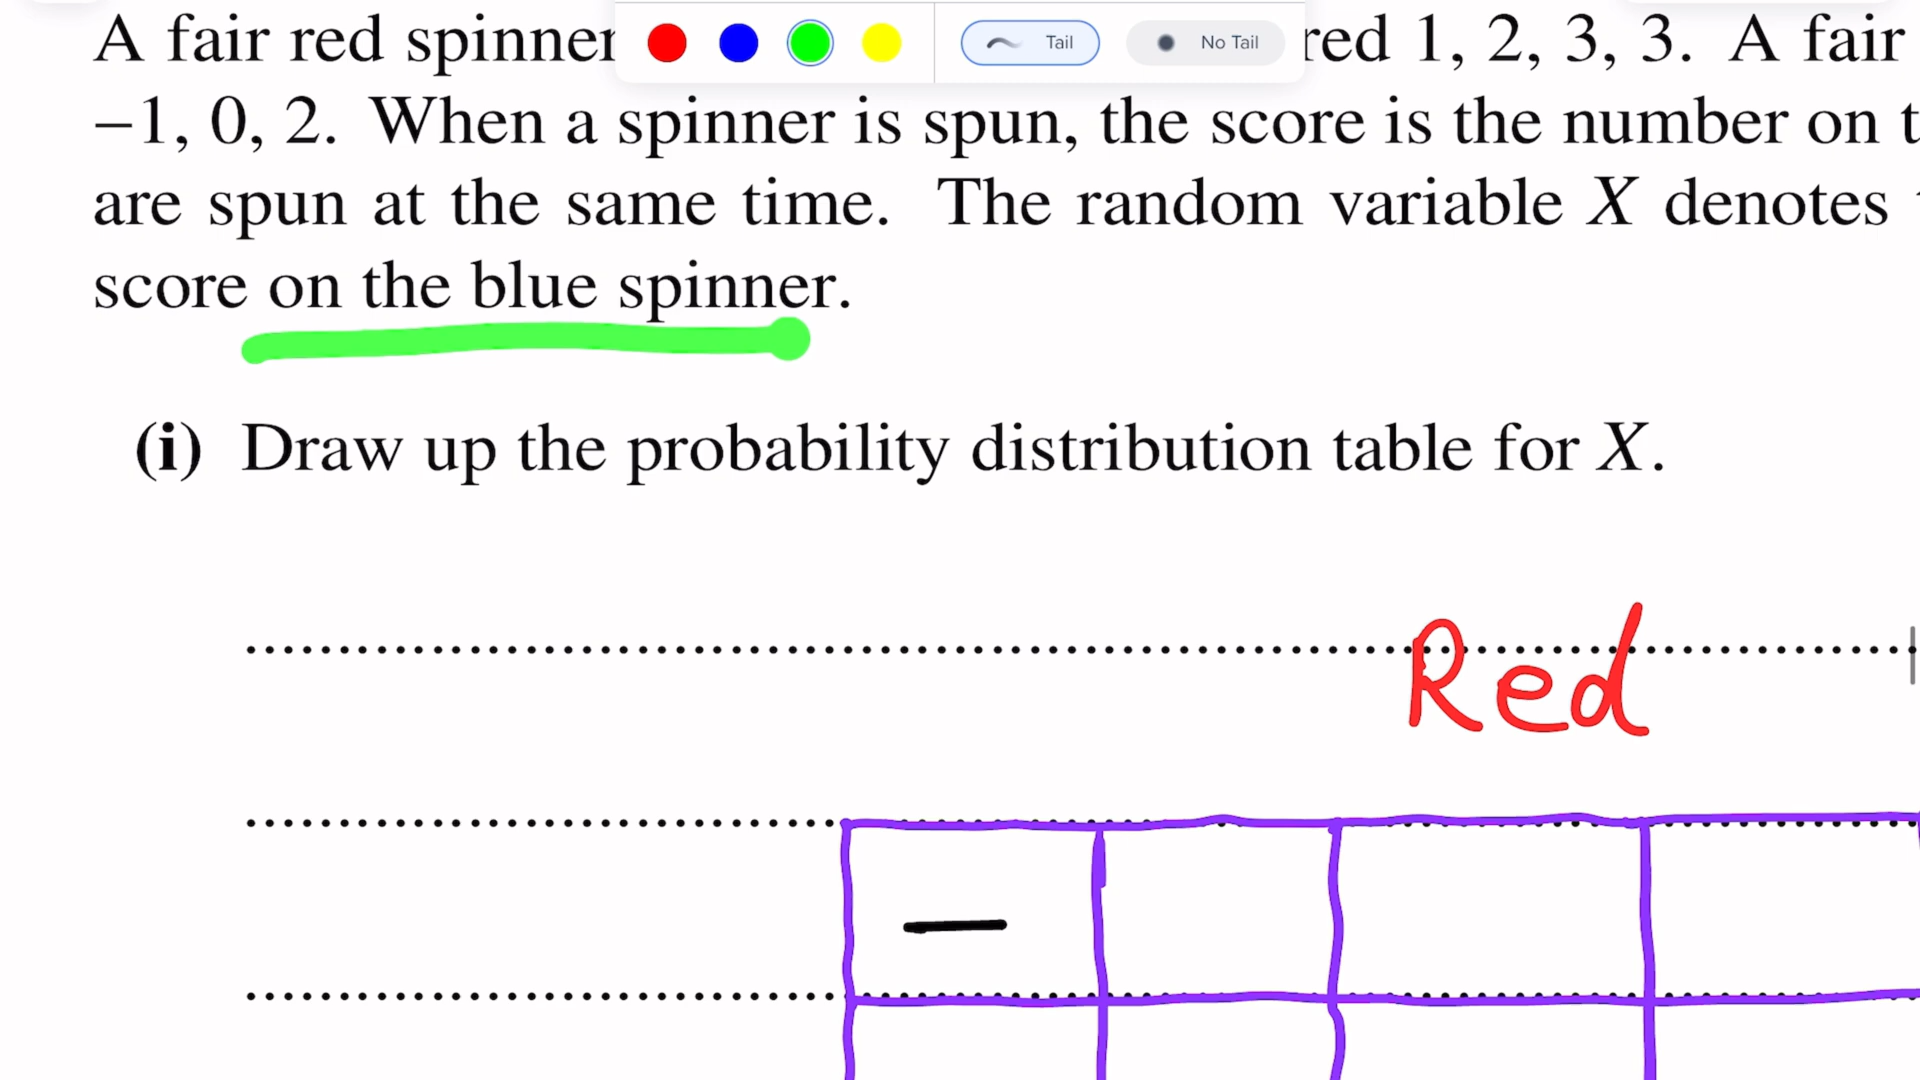 A fair red spinner
Tail
No Tail
red 1, 2, 3, 3. A fair
−1, 0, 2. When a spinner is spun, the score is the number on
are spun at the same time. The random variable X denotes
score on the blue spinner.
(i) Draw up the probability distribution table for X.
Red
—